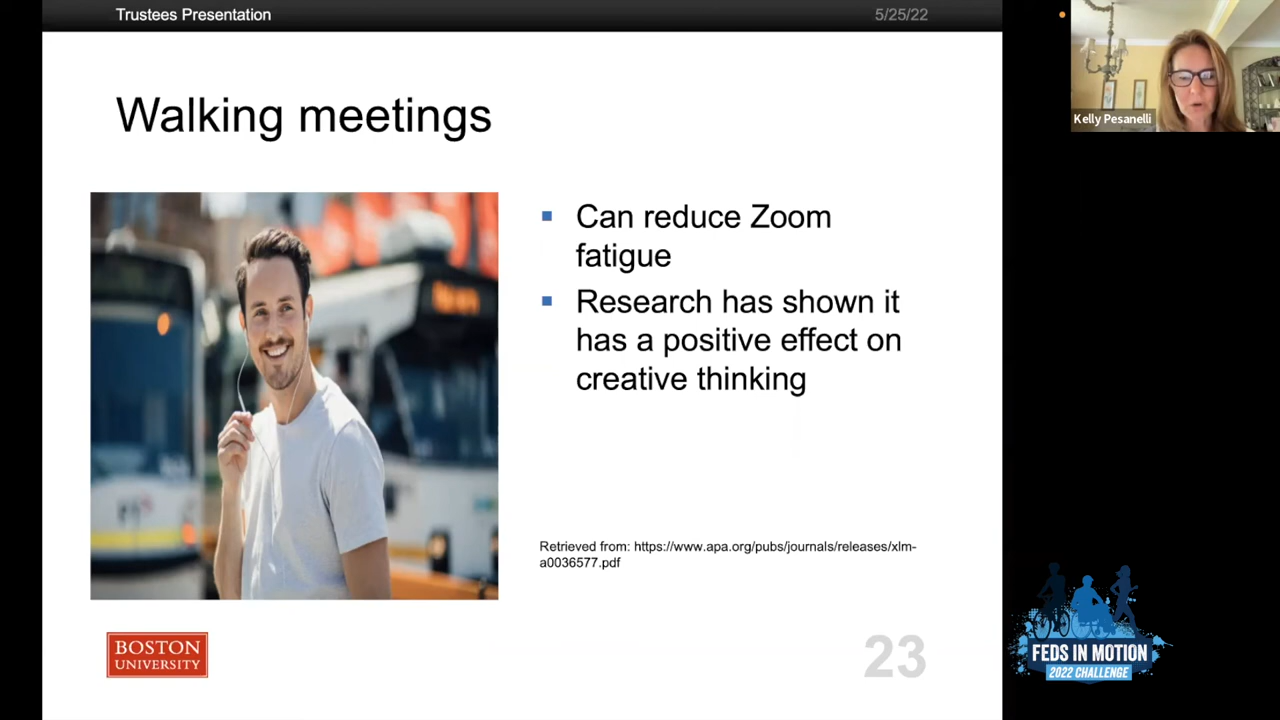 Trustees Presentation
5/25/22
Kelly Pesanelli
Walking meetings
▪ Can reduce Zoom
fatigue
▪ Research has shown it
has a positive effect on
creative thinking
Retrieved from: https://www.apa.org/pubs/journals/releases/xlm-
a0036577.pdf
BOSTON
UNIVERSITY
23
FEDS IN MOTION
2022 CHALLENGE